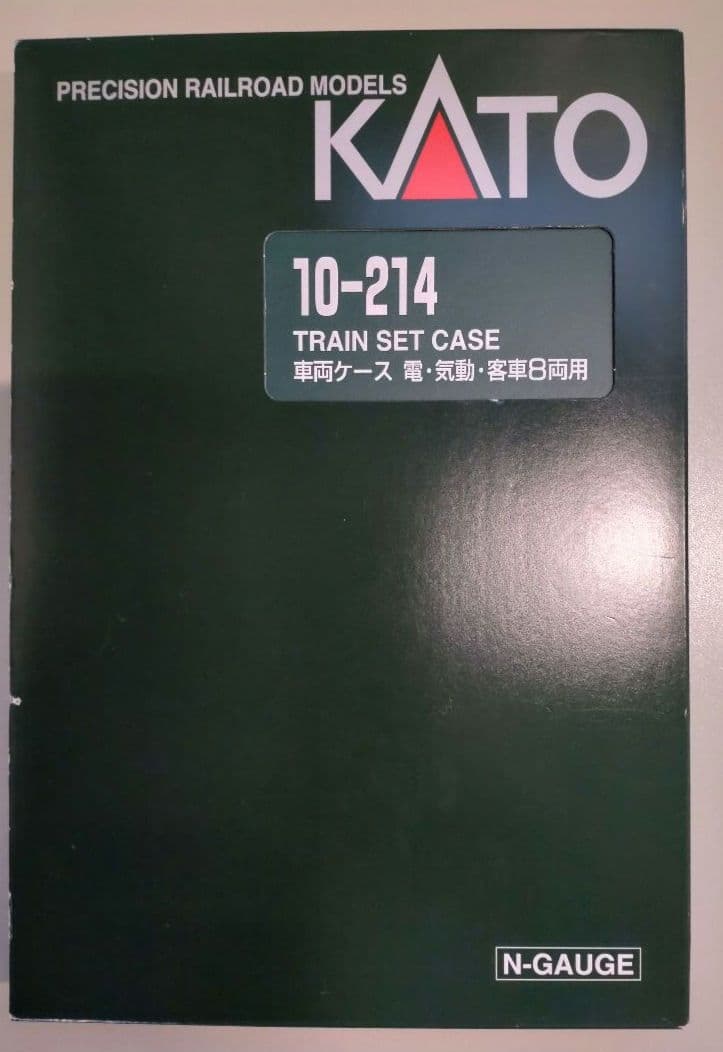 PRECISION RAILROAD MODELS
KATO
10-214
TRAIN SET CASE
車両ケース 電・気動・客車8両用
N-GAUGE